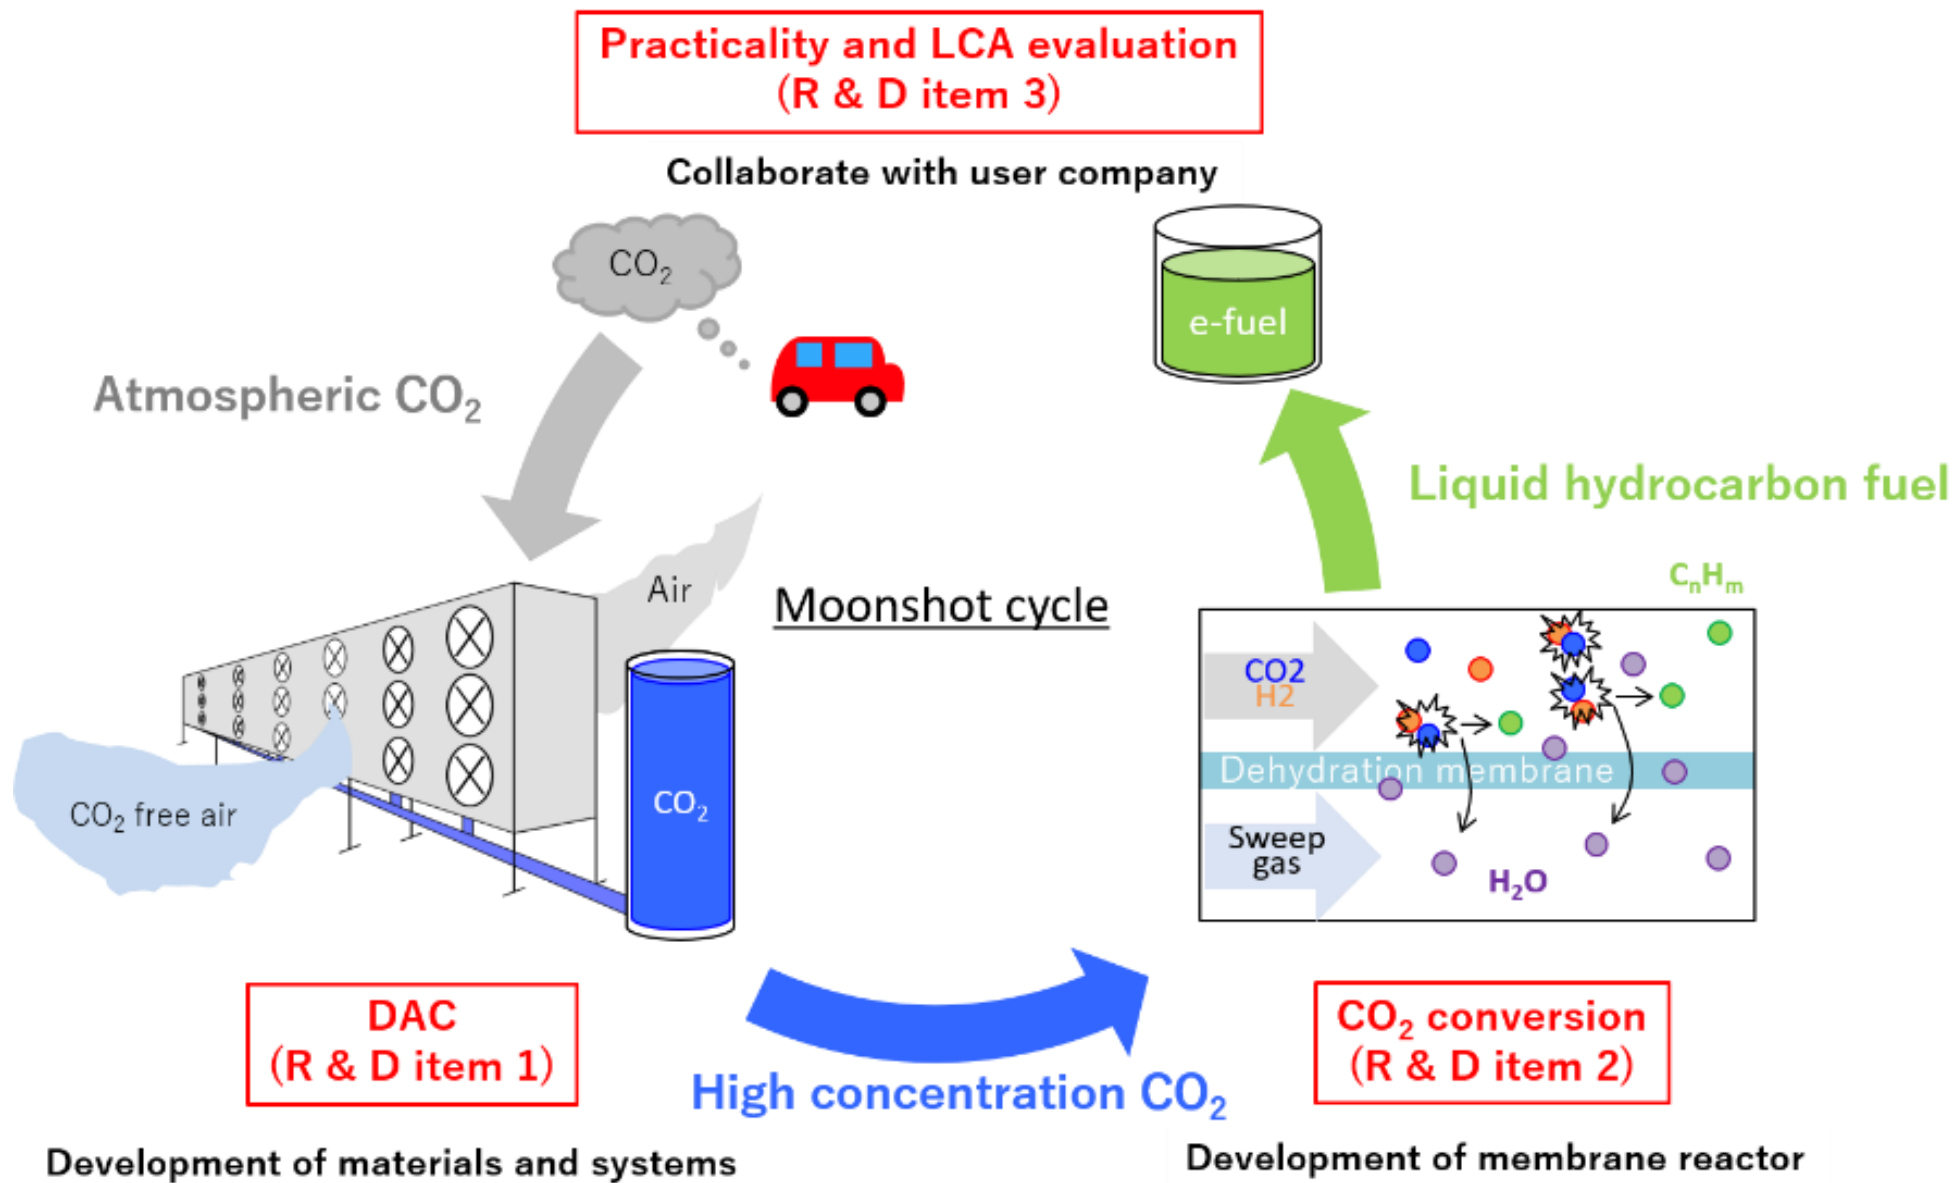 Practicality and LCA evaluation
(R & D item 3)
Collaborate with user company
CO₂
e-fuel
Atmospheric CO₂
Liquid hydrocarbon fuel
Air
Moonshot cycle
CₙHₘ
CO2
H2
Dehydration membrane
CO₂ free air
CO₂
Sweep
gas
H₂O
DAC
(R & D item 1)
High concentration CO₂
CO₂ conversion
(R & D item 2)
Development of materials and systems
Development of membrane reactor